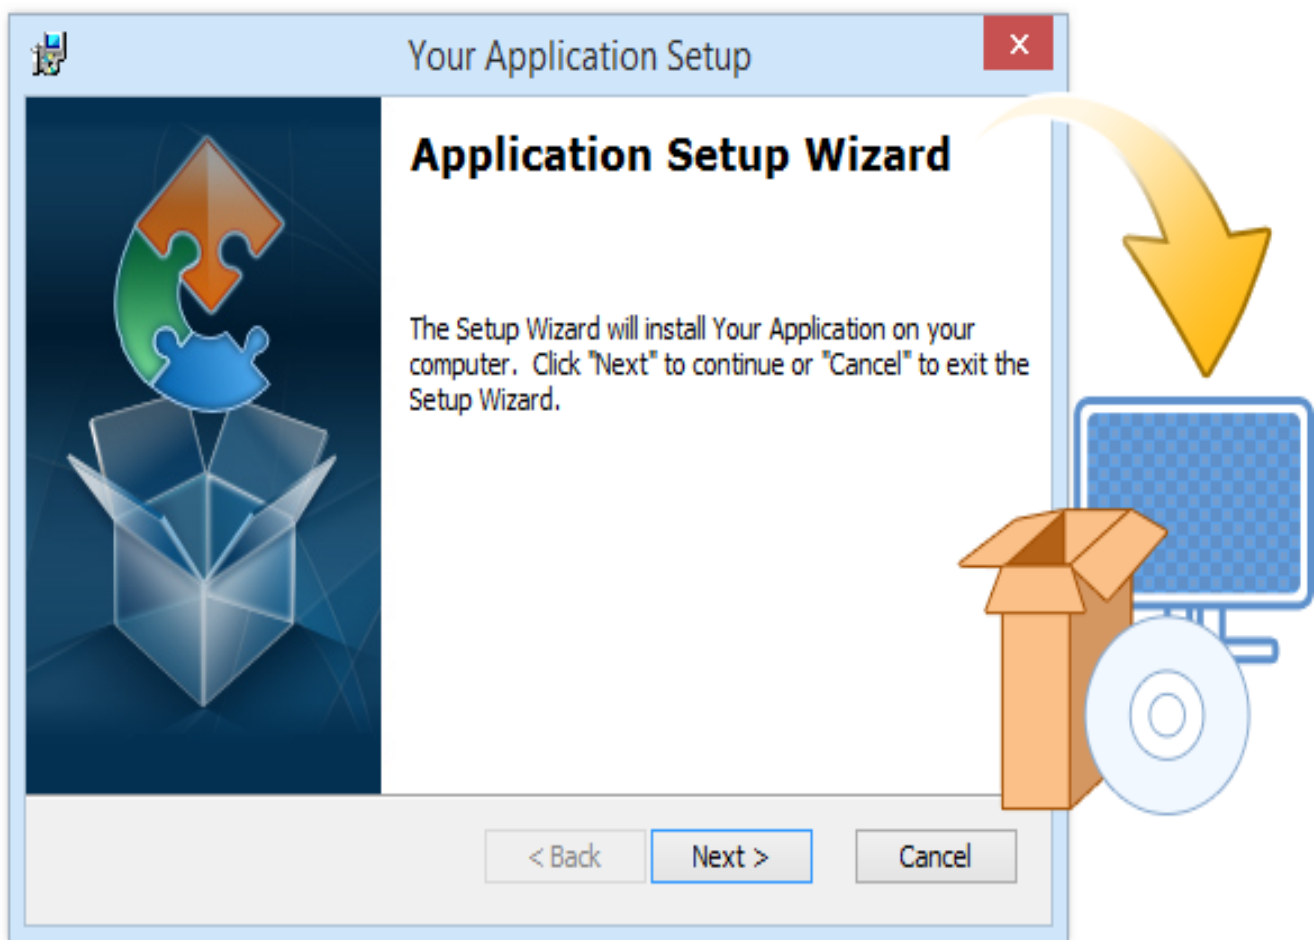 Your Application Setup
x
Application Setup Wizard
The Setup Wizard will install Your Application on your
computer.  Click "Next" to continue or "Cancel" to exit the
Setup Wizard.
< Back
Next >
Cancel